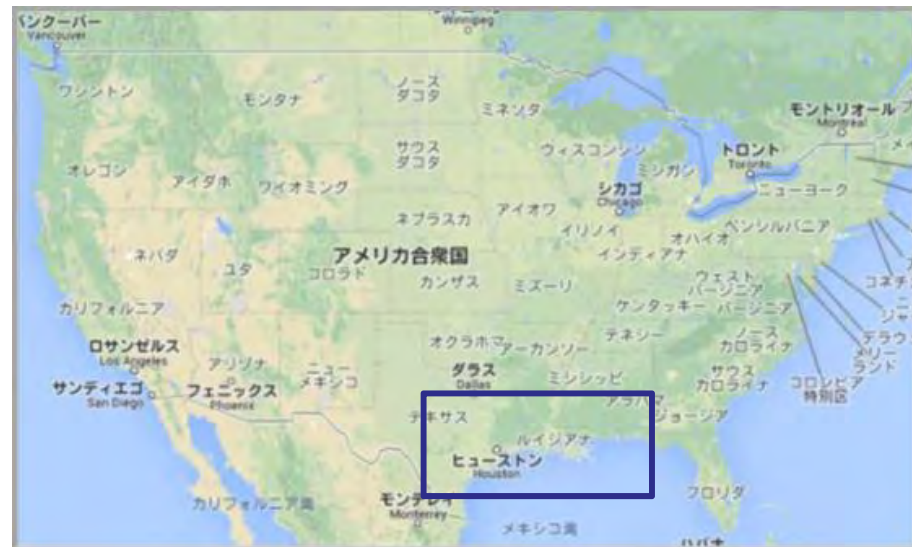 バンクーバー
Vancouver
Winnipeg
ワシントン
モンタナ
ノース
ダコタ
ミネソタ
モントリオール
Montreal
サウス
ダコタ
ウィスコンシン
ミシガン
トロント
Toronto
オレゴン
アイダホ
ワイオミング
シカゴ
Chicago
ニューヨーク
ネブラスカ
アイオワ
イリノイ
インディアナ
オハイオ
ペンシルバニア
ネバダ
ユタ
アメリカ合衆国
コロラド
カンザス
ミズーリ
ウェスト
バージニア
ケンタッキー
バージニア
カリフォルニア
オクラホマ
アーカンソー
テネシー
ノース
カロライナ
デラウ
メリー
ランド
ロサンゼルス
Los Angeles
アリゾナ
ニュー
メキシコ
ダラス
Dallas
ミシシッピ
サウス
カロライナ
コロンビア
特別区
サンディエゴ
San Diego
フェニックス
Phoenix
テキサス
アラバマ
ジョージア
ルイジアナ
ヒューストン
Houston
カリフォルニア湾
モンテレイ
Monterrey
フロリダ
メキシコ湾
ハバナ